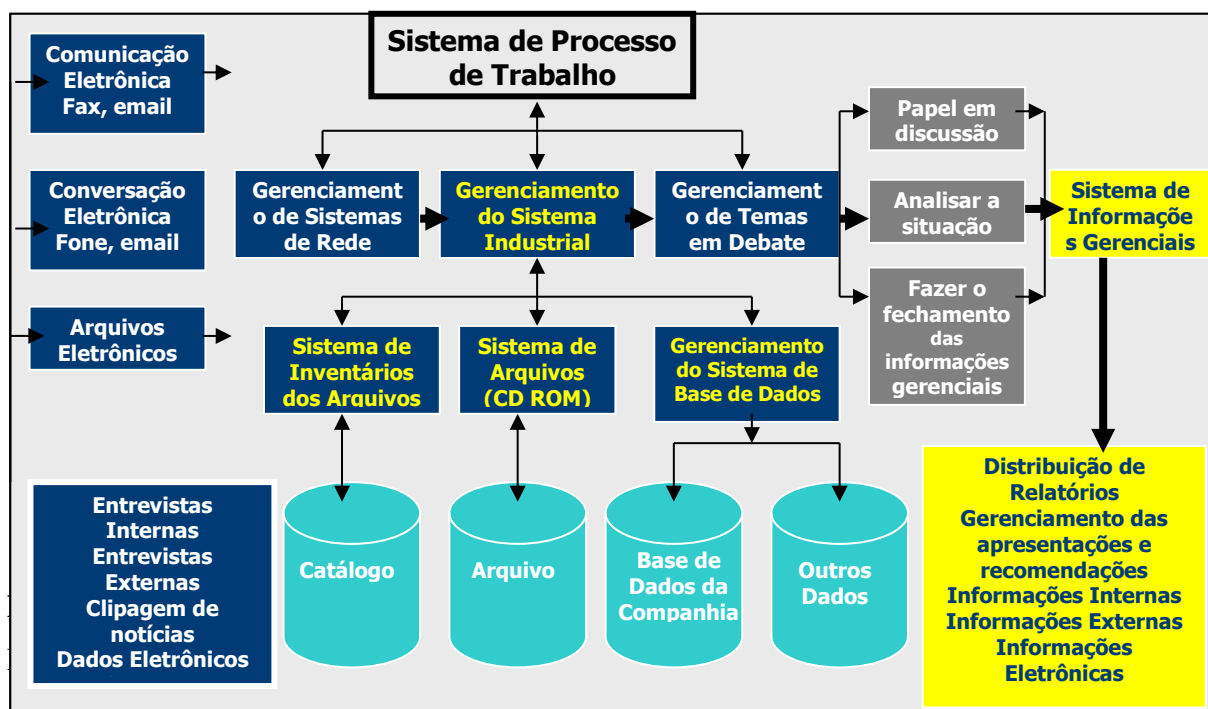 Sistema de Processo
de Trabalho
Comunicação
Eletrônica
Fax, email
Conversação
Eletrônica
Fone, email
Arquivos
Eletrônicos
Gerenciament
o de Sistemas
de Rede
Gerenciamento
do Sistema
Industrial
Gerenciament
o de Temas
em Debate
Papel em
discussão
Analisar a
situação
Fazer o
fechamento
das
informações
gerenciais
Sistema de
Informaçõe
s Gerenciais
Sistema de
Inventários
dos Arquivos
Sistema de
Arquivos
(CD ROM)
Gerenciamento
do Sistema de
Base de Dados
Entrevistas
Internas
Entrevistas
Externas
Clipagem de
notícias
Dados Eletrônicos
Catálogo
Arquivo
Base de
Dados da
Companhia
Outros
Dados
Distribuição de
Relatórios
Gerenciamento das
apresentações e
recomendações
Informações Internas
Informações Externas
Informações
Eletrônicas